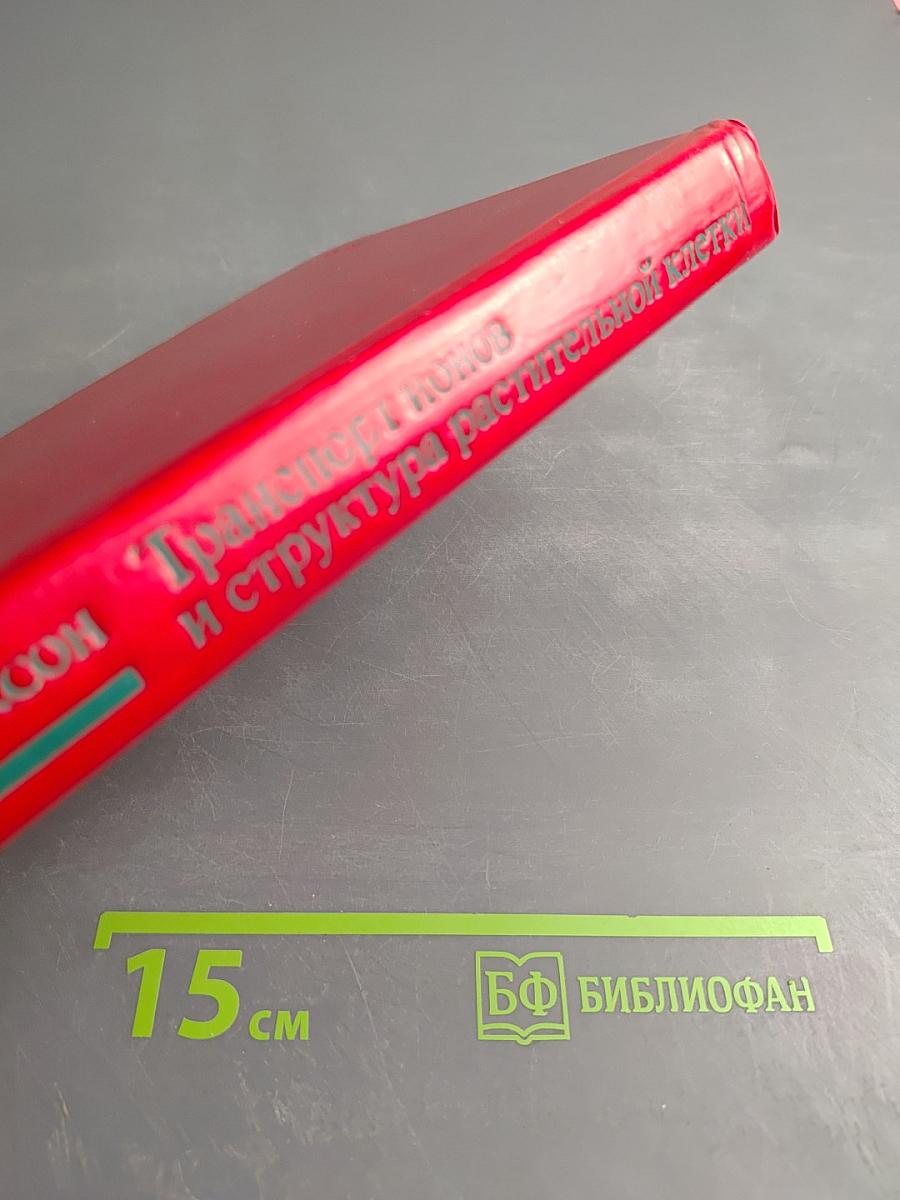 Транспорт ионов
и структура растительной клетки
15 см
БФ БИБЛИОФАН